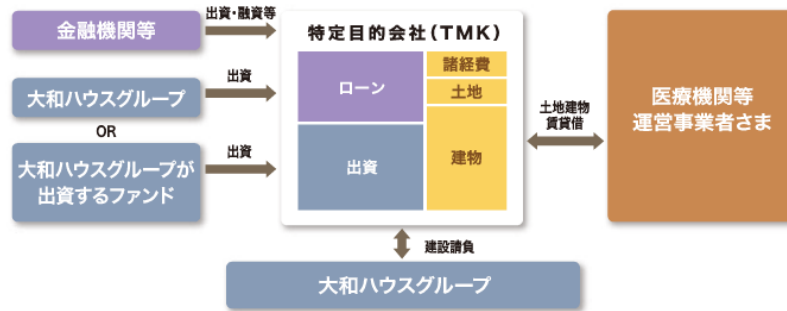 金融機関等
出資・融資等
特定目的会社（TMK）
大和ハウスグループ
出資
OR
大和ハウスグループが
出資するファンド
出資
ローン
出資
諸経費
土地
建物
土地建物
賃貸借
医療機関等
運営事業者さま
建設請負
大和ハウスグループ